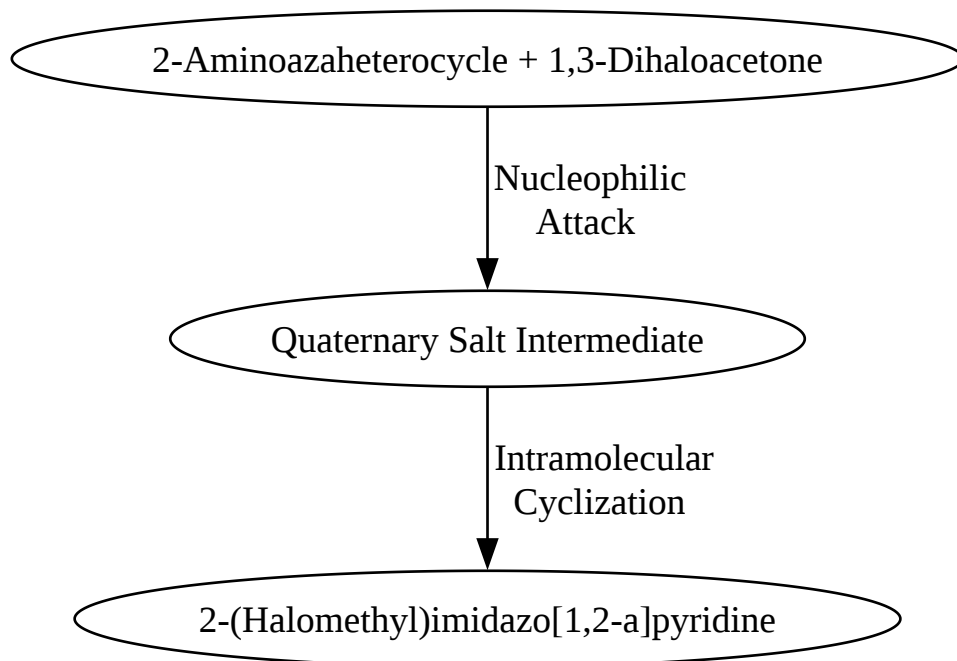 2-Aminoazaheterocycle + 1,3-Dihaloacetone
Nucleophilic
Attack
Quaternary Salt Intermediate
Intramolecular
Cyclization
2-(Halomethyl)imidazo[1,2-a]pyridine